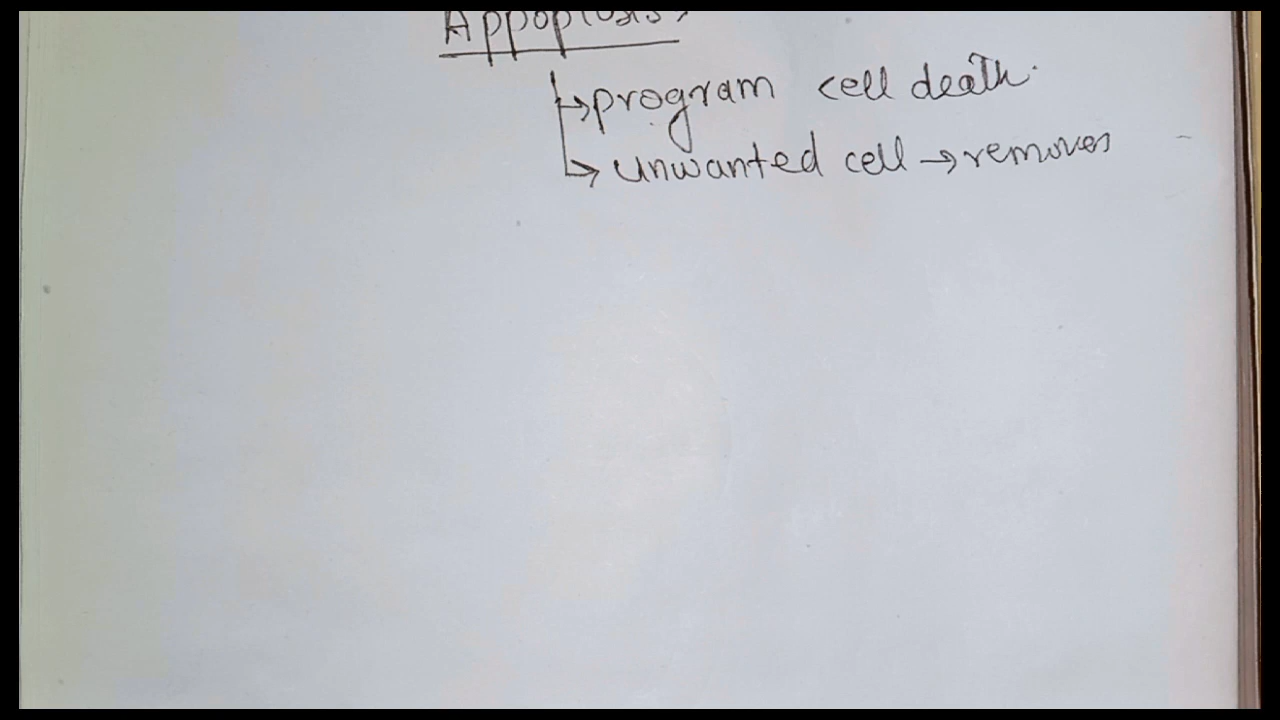 Appoptosis:
program cell death.
unwanted cell → removes